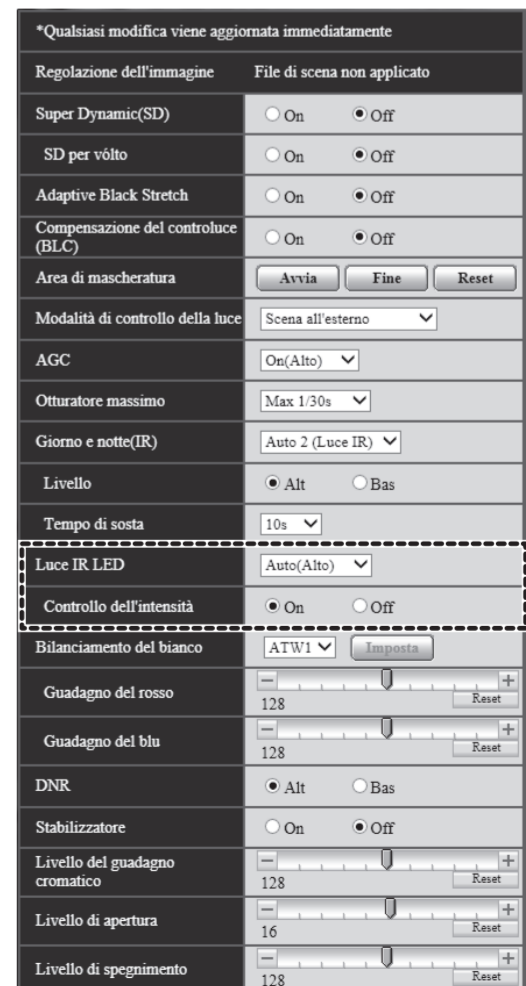 *Qualsiasi modifica viene aggiornata immediatamente
Regolazione dell'immagine File di scena non applicato
Super Dynamic(SD) On Off
SD per vólto On Off
Adaptive Black Stretch On Off
Compensazione del controluce
(BLC) On Off
Area di mascheratura Avvia Fine Reset
Modalità di controllo della luce Scena all'esterno
AGC On(Alto)
Otturatore massimo Max 1/30s
Giorno e notte(IR) Auto 2 (Luce IR)
Livello Alt Bas
Tempo di sosta 10s
Luce IR LED Auto(Alto)
Controllo dell'intensità On Off
Bilanciamento del bianco ATW1 Imposta
Guadagno del rosso 128 Reset
Guadagno del blu 128 Reset
DNR Alt Bas
Stabilizzatore On Off
Livello del guadagno
cromatico 128 Reset
Livello di apertura 16 Reset
Livello di spegnimento 128 Reset